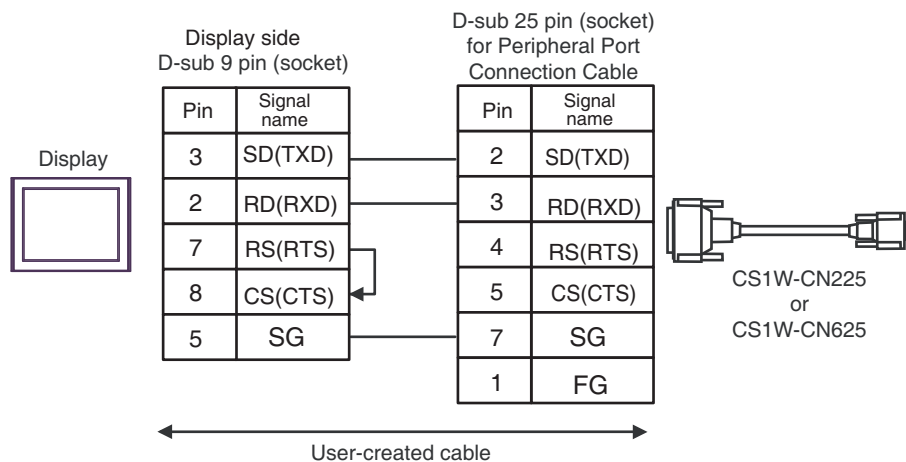 Display side
D-sub 9 pin (socket)
D-sub 25 pin (socket)
for Peripheral Port
Connection Cable
Display
Pin Signal name
3 SD(TXD)
2 RD(RXD)
7 RS(RTS)
8 CS(CTS)
5 SG
Pin Signal name
2 SD(TXD)
3 RD(RXD)
4 RS(RTS)
5 CS(CTS)
7 SG
1 FG
CS1W-CN225
or
CS1W-CN625
User-created cable